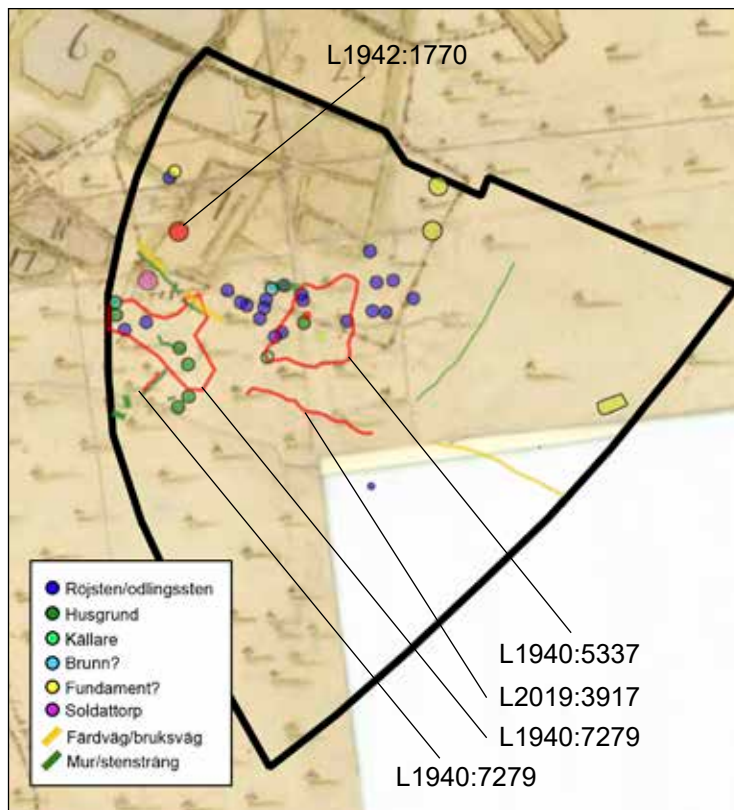 L1942:1770
Röjsten/odlingssten
Husgrund
Källare
Brunn?
Fundament?
Soldattorp
Färdväg/bruksväg
Mur/stensträng
L1940:5337
L2019:3917
L1940:7279
L1940:7279